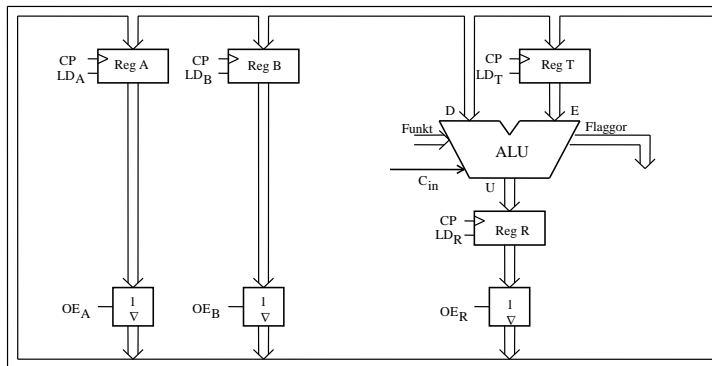 CP
Reg A
LDA
CP
Reg B
LDB
CP
Reg T
LDT
D
E
Funkt
Flaggor
ALU
Cin
U
CP
Reg R
LDR
OEA
1
∇
OEB
1
∇
OER
1
∇